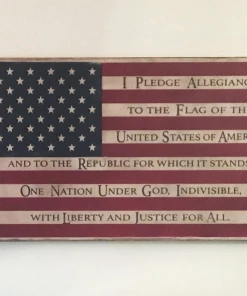 I Pledge Allegianc
to the Flag of th
United States of Amer
and to the Republic for which it stands
One Nation Under God, Indivisible,
with Liberty and Justice for All.